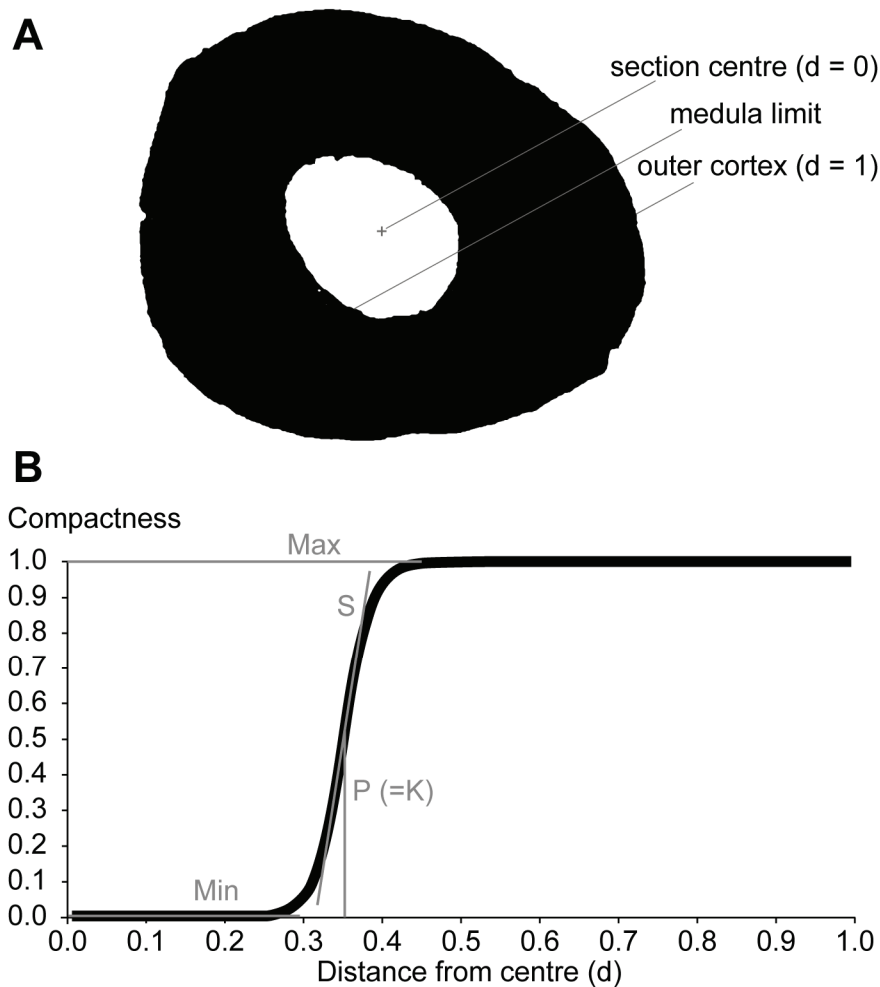 A
section centre (d = 0)
medula limit
outer cortex (d = 1)
B
Compactness
Max
1.0
0.9
S
0.8
0.7
0.6
0.5
0.4
P (=K)
0.3
0.2
0.1
Min
0.0
0.0 0.1 0.2 0.3 0.4 0.5 0.6 0.7 0.8 0.9 1.0
Distance from centre (d)